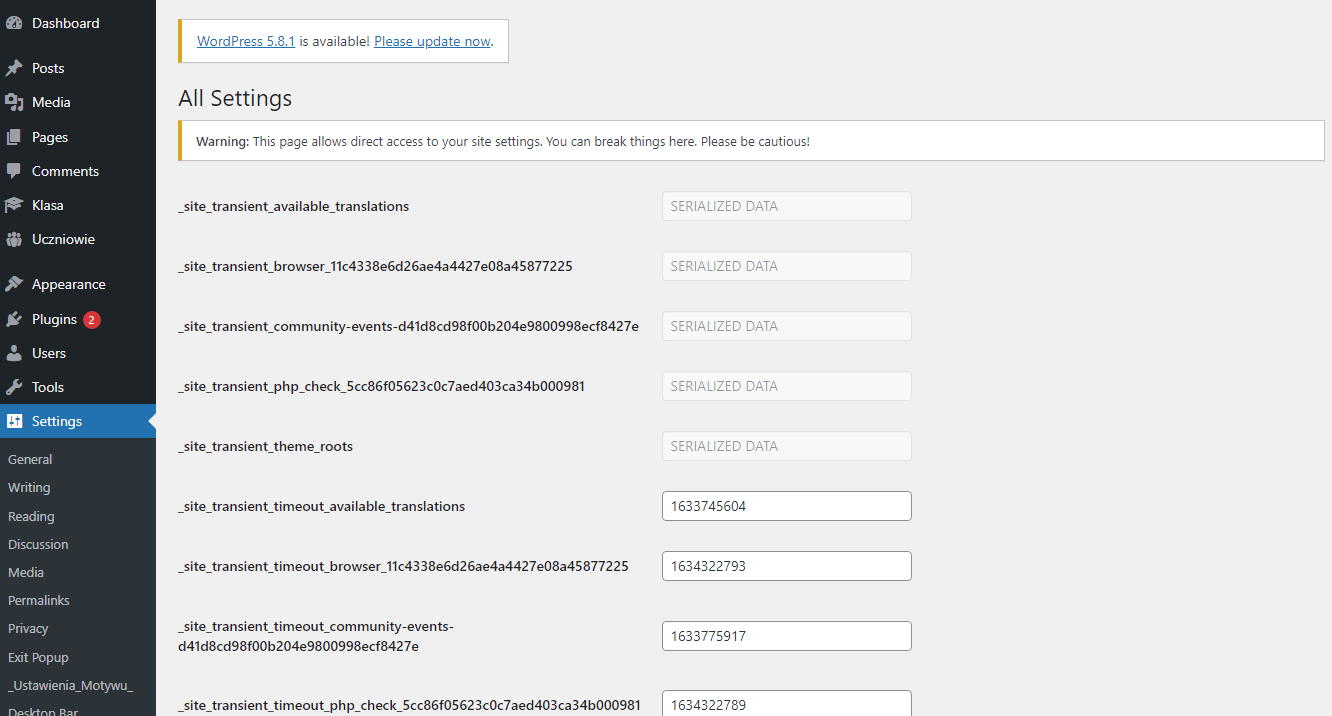 Dashboard
Posts
Media
Pages
Comments
Klasa
Uczniowie
Appearance
Plugins 2
Users
Tools
Settings
General
Writing
Reading
Discussion
Media
Permalinks
Privacy
Exit Popup
_Ustawienia_Motywu_
Desktop Bar
WordPress 5.8.1 is available! Please update now.
All Settings
Warning: This page allows direct access to your site settings. You can break things here. Please be cautious!
_site_transient_available_translations SERIALIZED DATA
_site_transient_browser_11c4338e6d26ae4a4427e08a45877225 SERIALIZED DATA
_site_transient_community-events-d41d8cd98f00b204e9800998ecf8427e SERIALIZED DATA
_site_transient_php_check_5cc86f05623c0c7aed403ca34b000981 SERIALIZED DATA
_site_transient_theme_roots SERIALIZED DATA
_site_transient_timeout_available_translations 1633745604
_site_transient_timeout_browser_11c4338e6d26ae4a4427e08a45877225 1634322793
_site_transient_timeout_community-events-
d41d8cd98f00b204e9800998ecf8427e 1633775917
_site_transient_timeout_php_check_5cc86f05623c0c7aed403ca34b000981 1634322789